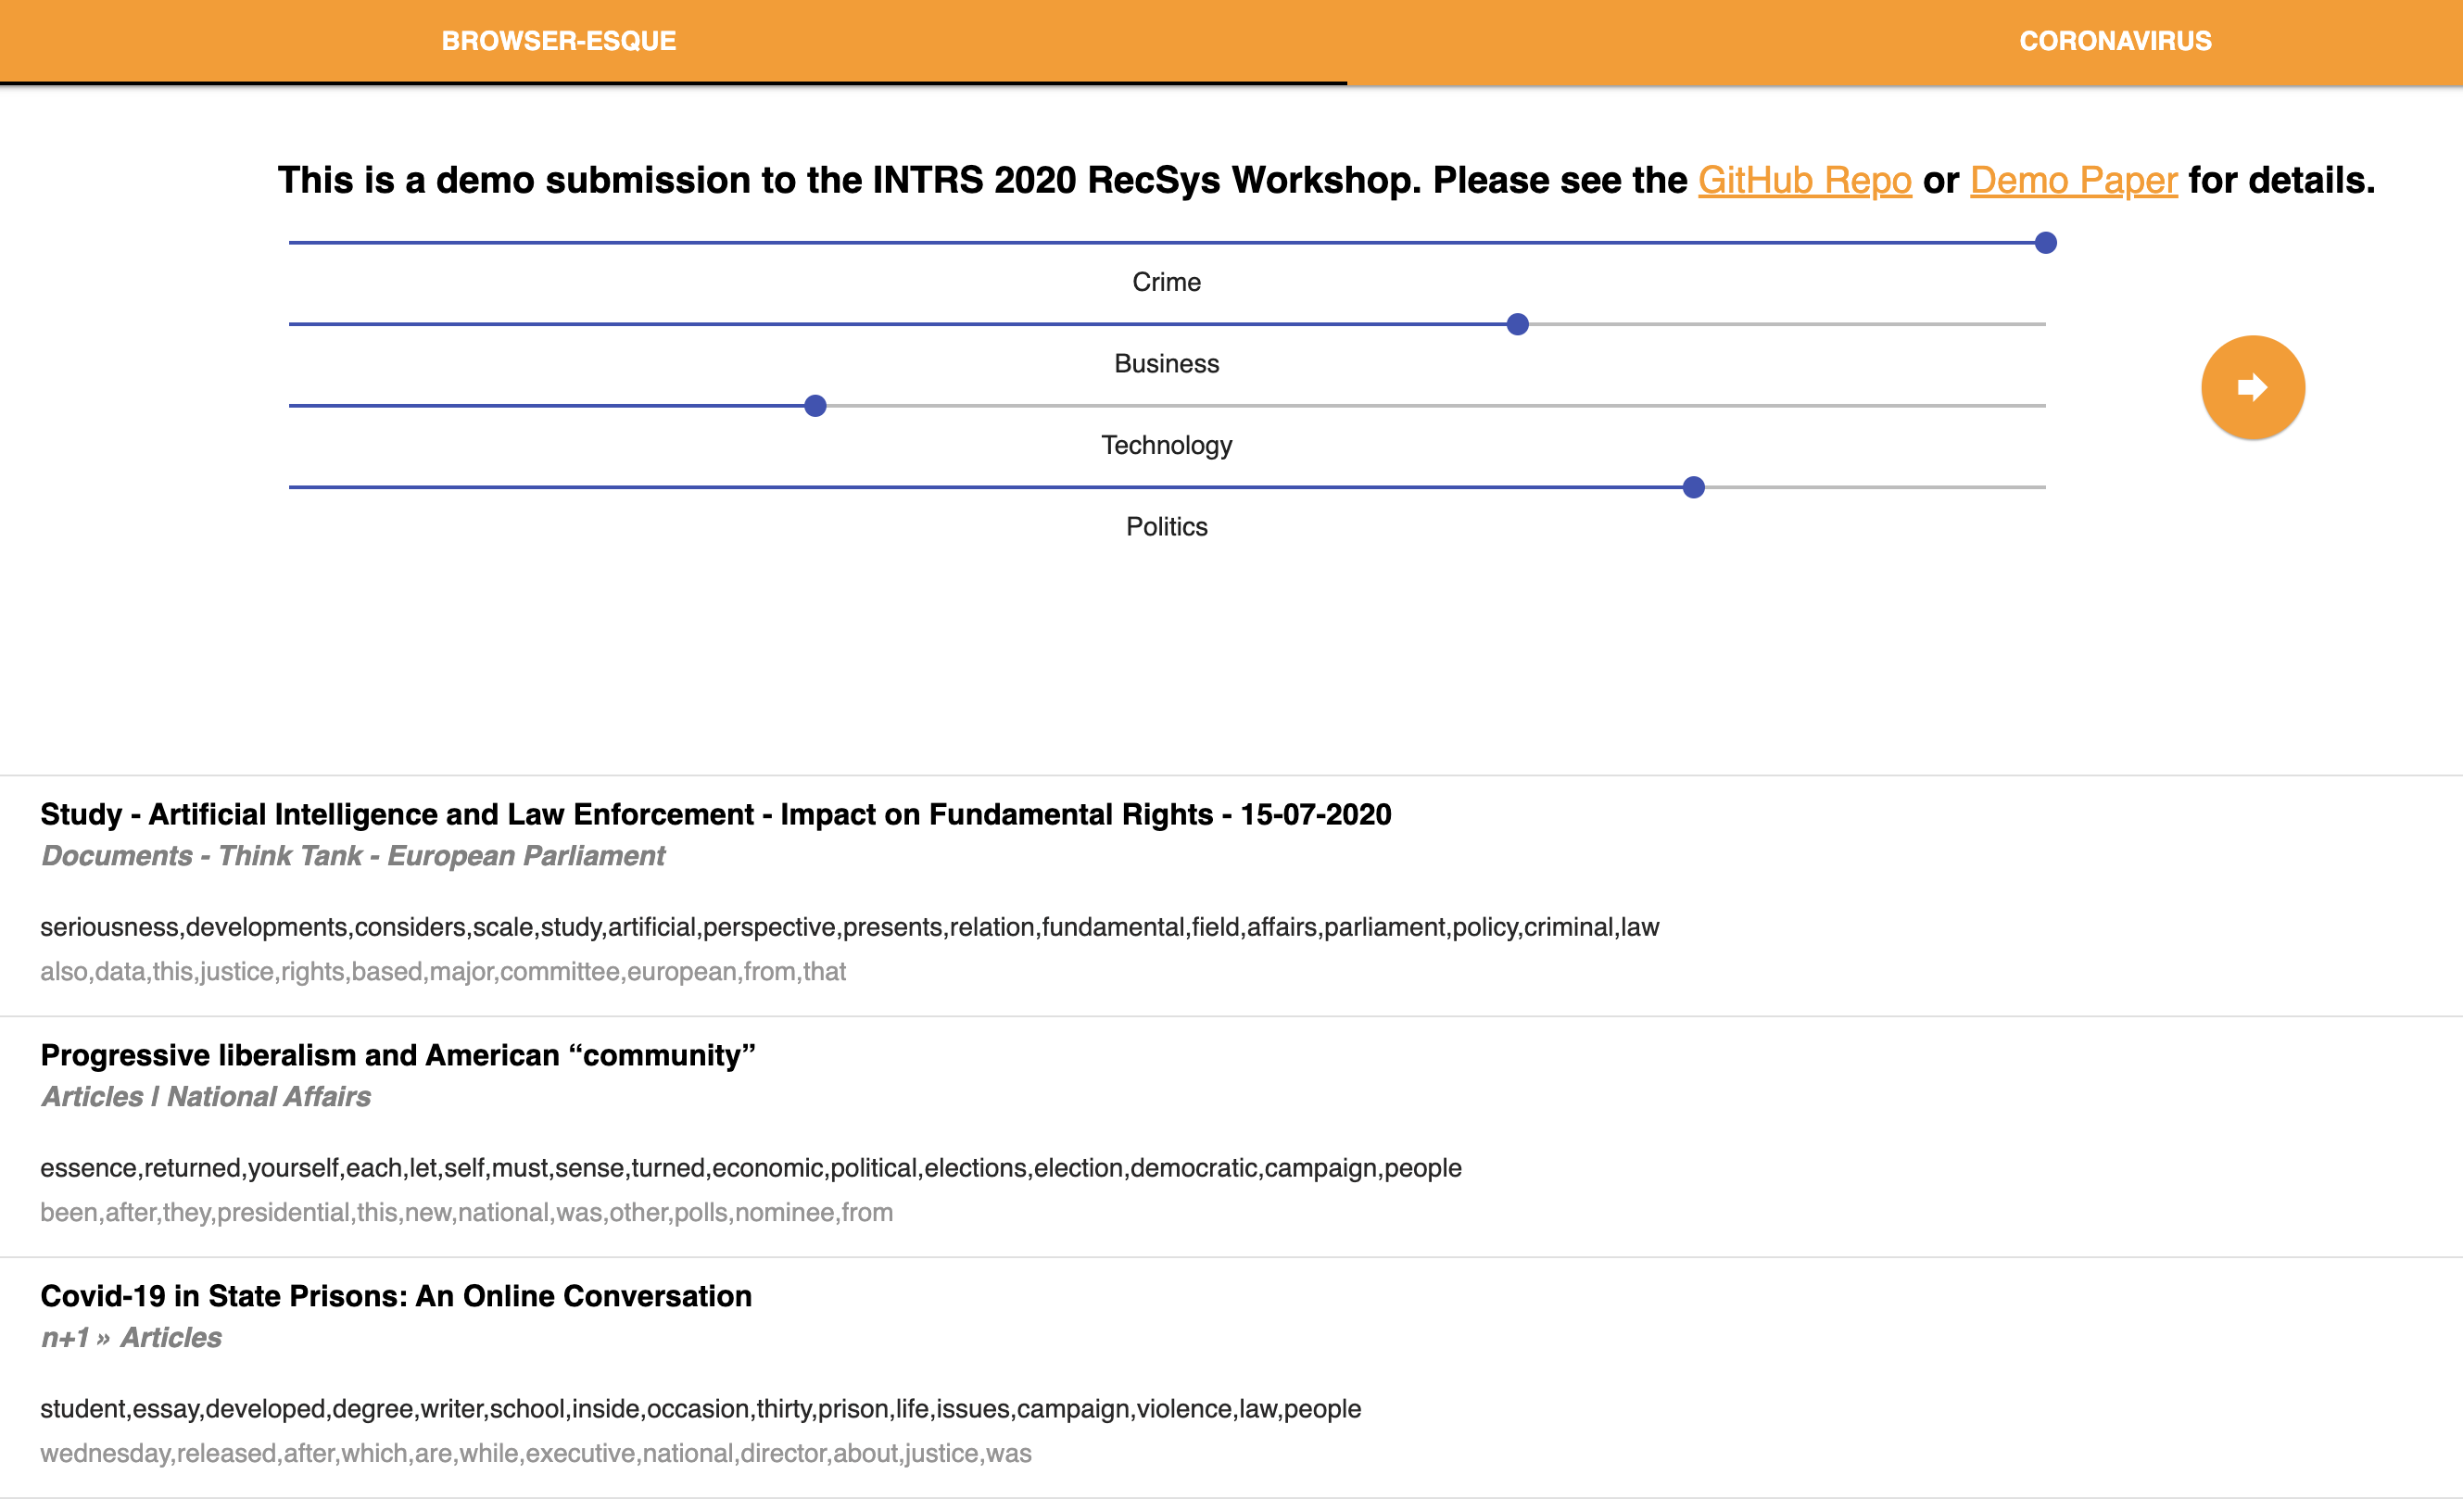 BROWSER-ESQUE
CORONAVIRUS
This is a demo submission to the INTRS 2020 RecSys Workshop. Please see the GitHub Repo or Demo Paper for details.
Crime
Business
Technology
Politics
Study - Artificial Intelligence and Law Enforcement - Impact on Fundamental Rights - 15-07-2020
Documents - Think Tank - European Parliament
seriousness,developments,considers,scale,study,artificial,perspective,presents,relation,fundamental,field,affairs,parliament,policy,criminal,law
also,data,this,justice,rights,based,major,committee,european,from,that
Progressive liberalism and American “community”
Articles | National Affairs
essence,returned,yourself,each,let,self,must,sense,turned,economic,political,elections,election,democratic,campaign,people
been,after,they,presidential,this,new,national,was,other,polls,nominee,from
Covid-19 in State Prisons: An Online Conversation
n+1 » Articles
student,essay,developed,degree,writer,school,inside,occasion,thirty,prison,life,issues,campaign,violence,law,people
wednesday,released,after,which,are,while,executive,national,director,about,justice,was